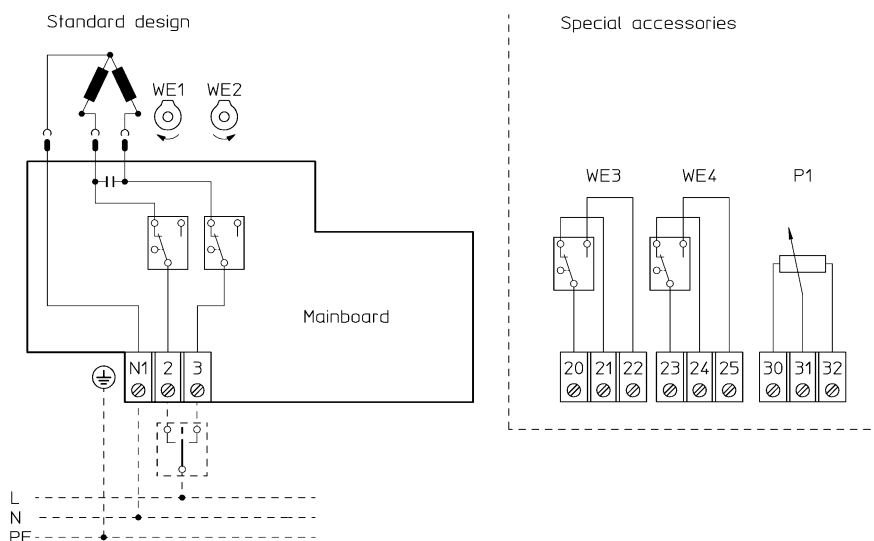 Standard design
Special accessories
WE1 WE2
WE3 WE4 P1
Mainboard
N1 2 3
20 21 22 23 24 25 30 31 32
L
N
PE